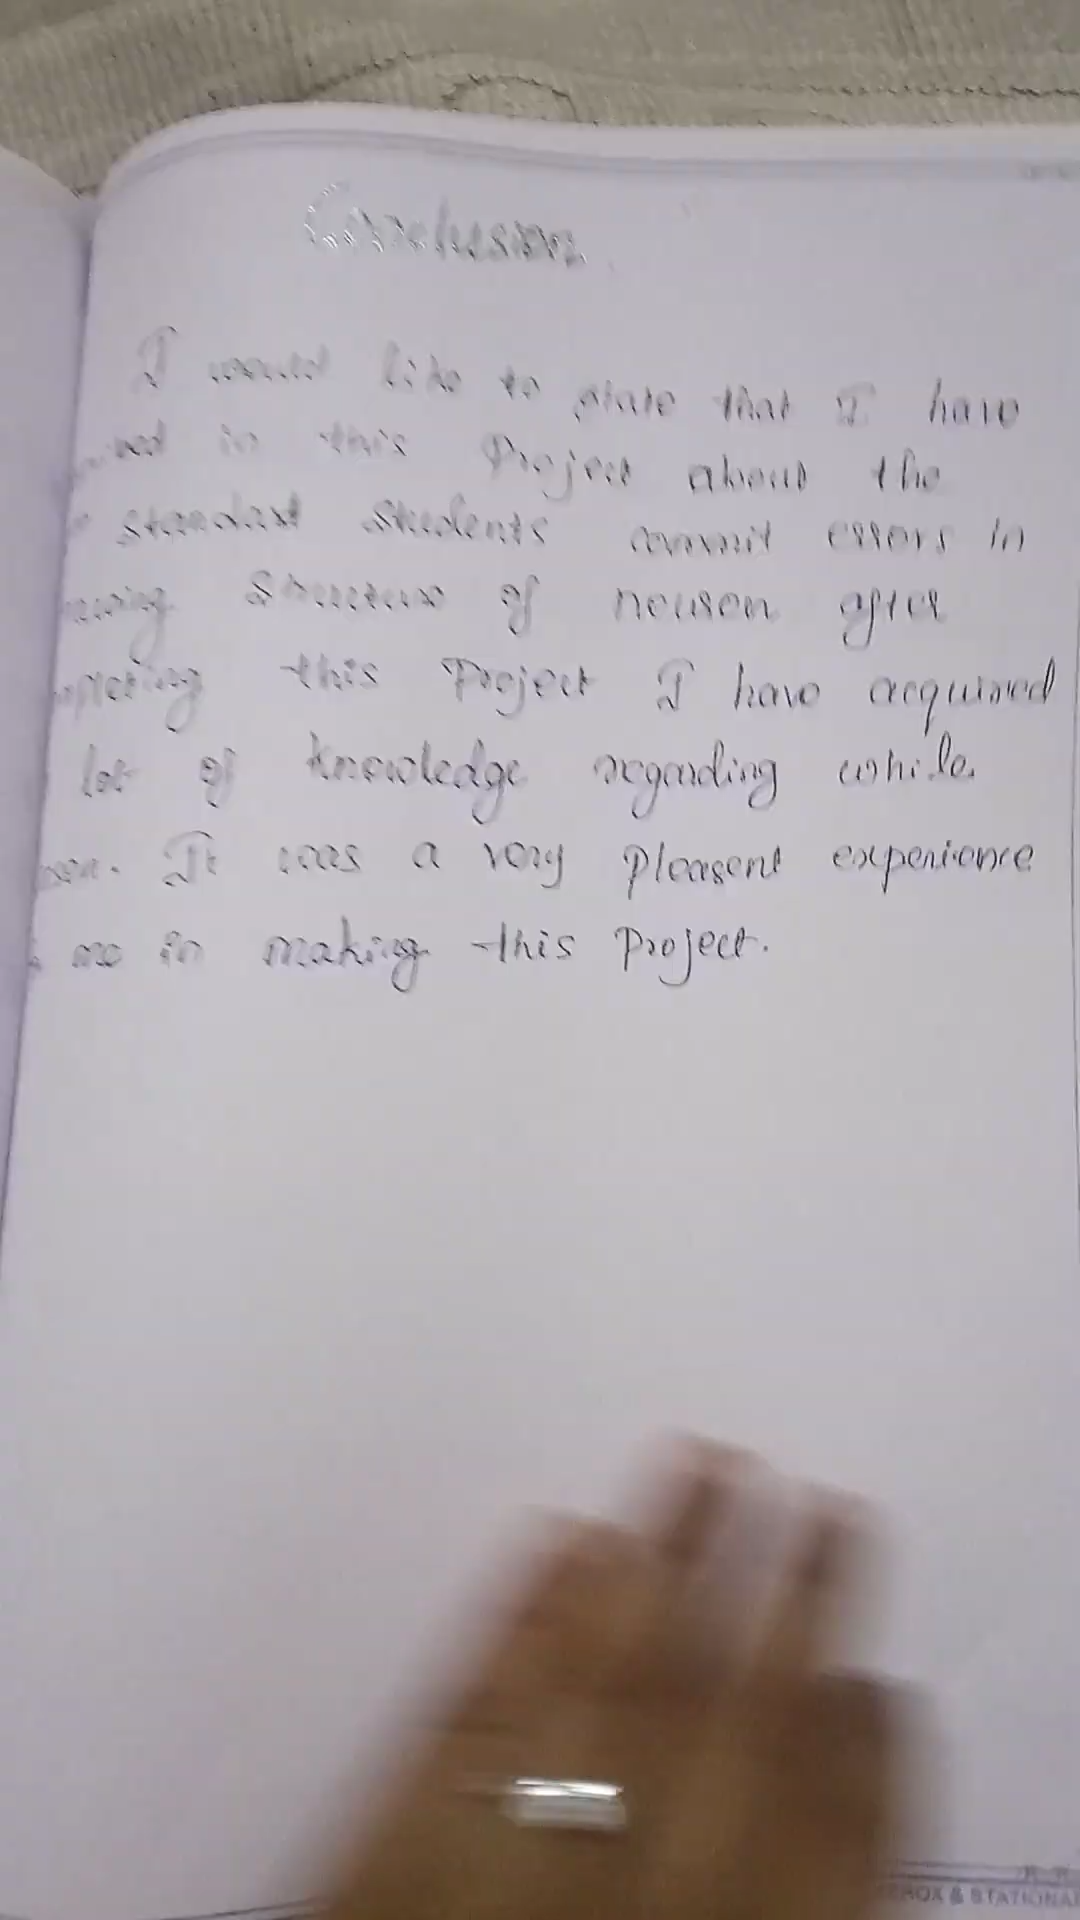 Conclusion
I would like to state that I have
in this Project about the
standard students commit errors in
structure of neuron after
this Project I have acquired
lot of knowledge regarding while
It was a very pleasent experience
me in making this Project.
& STATIONA